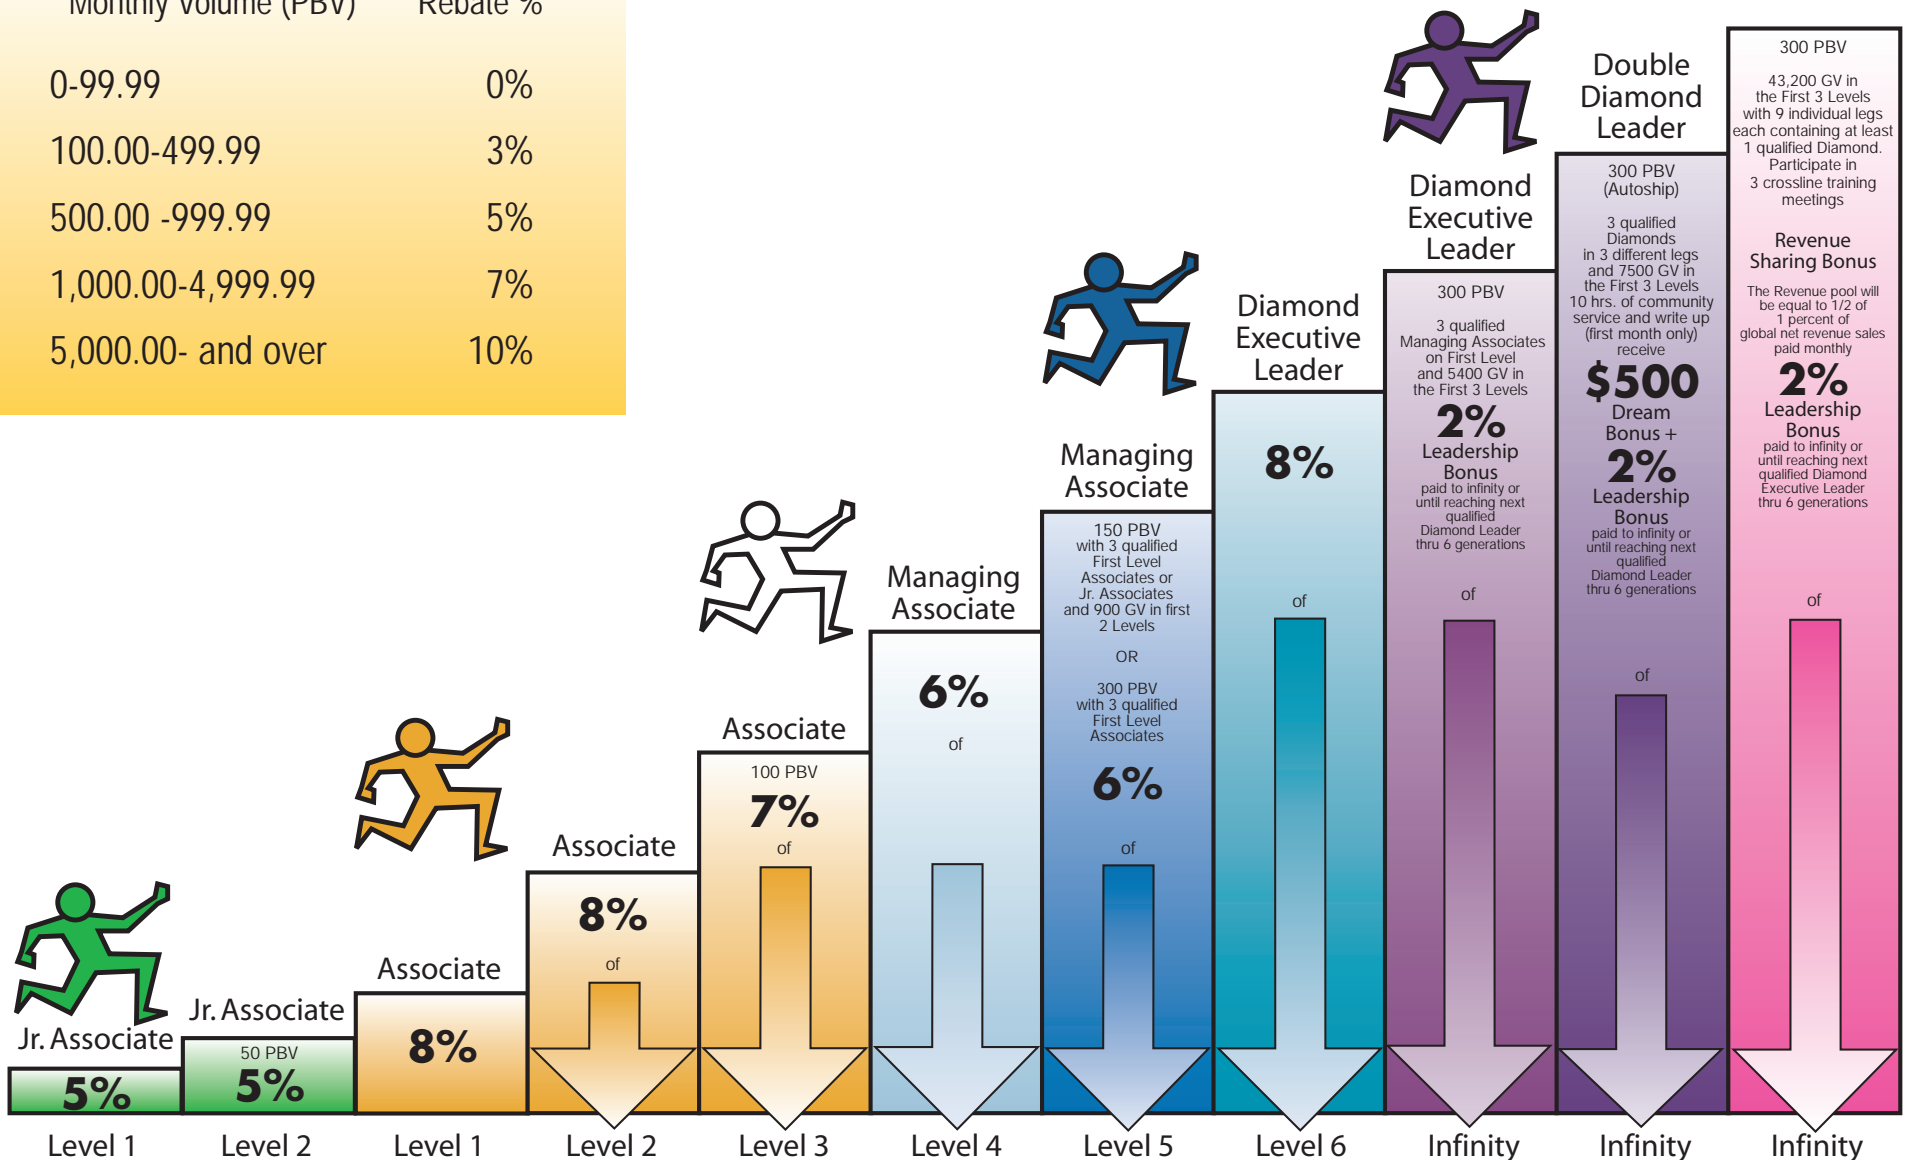 Monthly Volume (PBV) Rebate %
0-99.99 0%
100.00-499.99 3%
500.00 -999.99 5%
1,000.00-4,999.99 7%
5,000.00- and over 10%
Jr. Associate
5%
Level 1
Jr. Associate
50 PBV
5%
Level 2
Associate
8%
Level 1
Associate
8%
of
Level 2
Associate
100 PBV
7%
of
Level 3
Managing
Associate
6%
of
Level 4
Managing
Associate
150 PBV
with 3 qualified
First Level
Associates or
Jr. Associates
and 900 GV in first
2 Levels
OR
300 PBV
with 3 qualified
First Level
Associates
6%
of
Level 5
Diamond
Executive
Leader
8%
of
Level 6
Diamond
Executive
Leader
300 PBV
3 qualified
Managing Associates
on First Level
and 5400 GV in
the First 3 Levels
2%
Leadership
Bonus
paid to infinity or
until reaching next
qualified
Diamond Leader
thru 6 generations
of
Infinity
Double
Diamond
Leader
300 PBV
(Autoship)
3 qualified
Diamonds
in 3 different legs
and 7500 GV in
the First 3 Levels
10 hrs. of community
service and write up
(first month only)
receive
$500
Dream
Bonus +
2%
Leadership
Bonus
paid to infinity or
until reaching next
qualified
Diamond Leader
thru 6 generations
of
Infinity
300 PBV
43,200 GV in
the First 3 Levels
with 9 individual legs
each containing at least
1 qualified Diamond.
Participate in
3 crossline training
meetings
Revenue
Sharing Bonus
The Revenue pool will
be equal to 1/2 of
1 percent of
global net revenue sales
paid monthly
2%
Leadership
Bonus
paid to infinity or
until reaching next
qualified Diamond
Executive Leader
thru 6 generations
of
Infinity